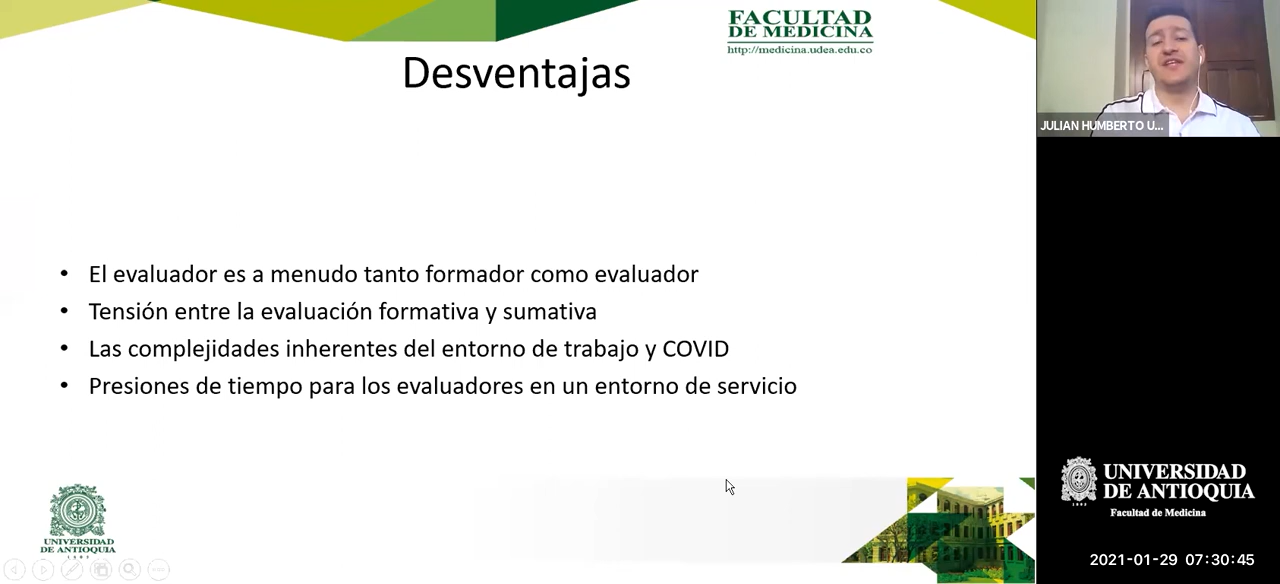 FACULTAD
DE MEDICINA
http://medicina.udea.edu.co
Desventajas
• El evaluador es a menudo tanto formador como evaluador
• Tensión entre la evaluación formativa y sumativa
• Las complejidades inherentes del entorno de trabajo y COVID
• Presiones de tiempo para los evaluadores en un entorno de servicio
UNIVERSIDAD
DE ANTIOQUIA
JULIAN HUMBERTO U...
UNIVERSIDAD
DE ANTIOQUIA
1803
Facultad de Medicina
2021-01-29 07:30:45